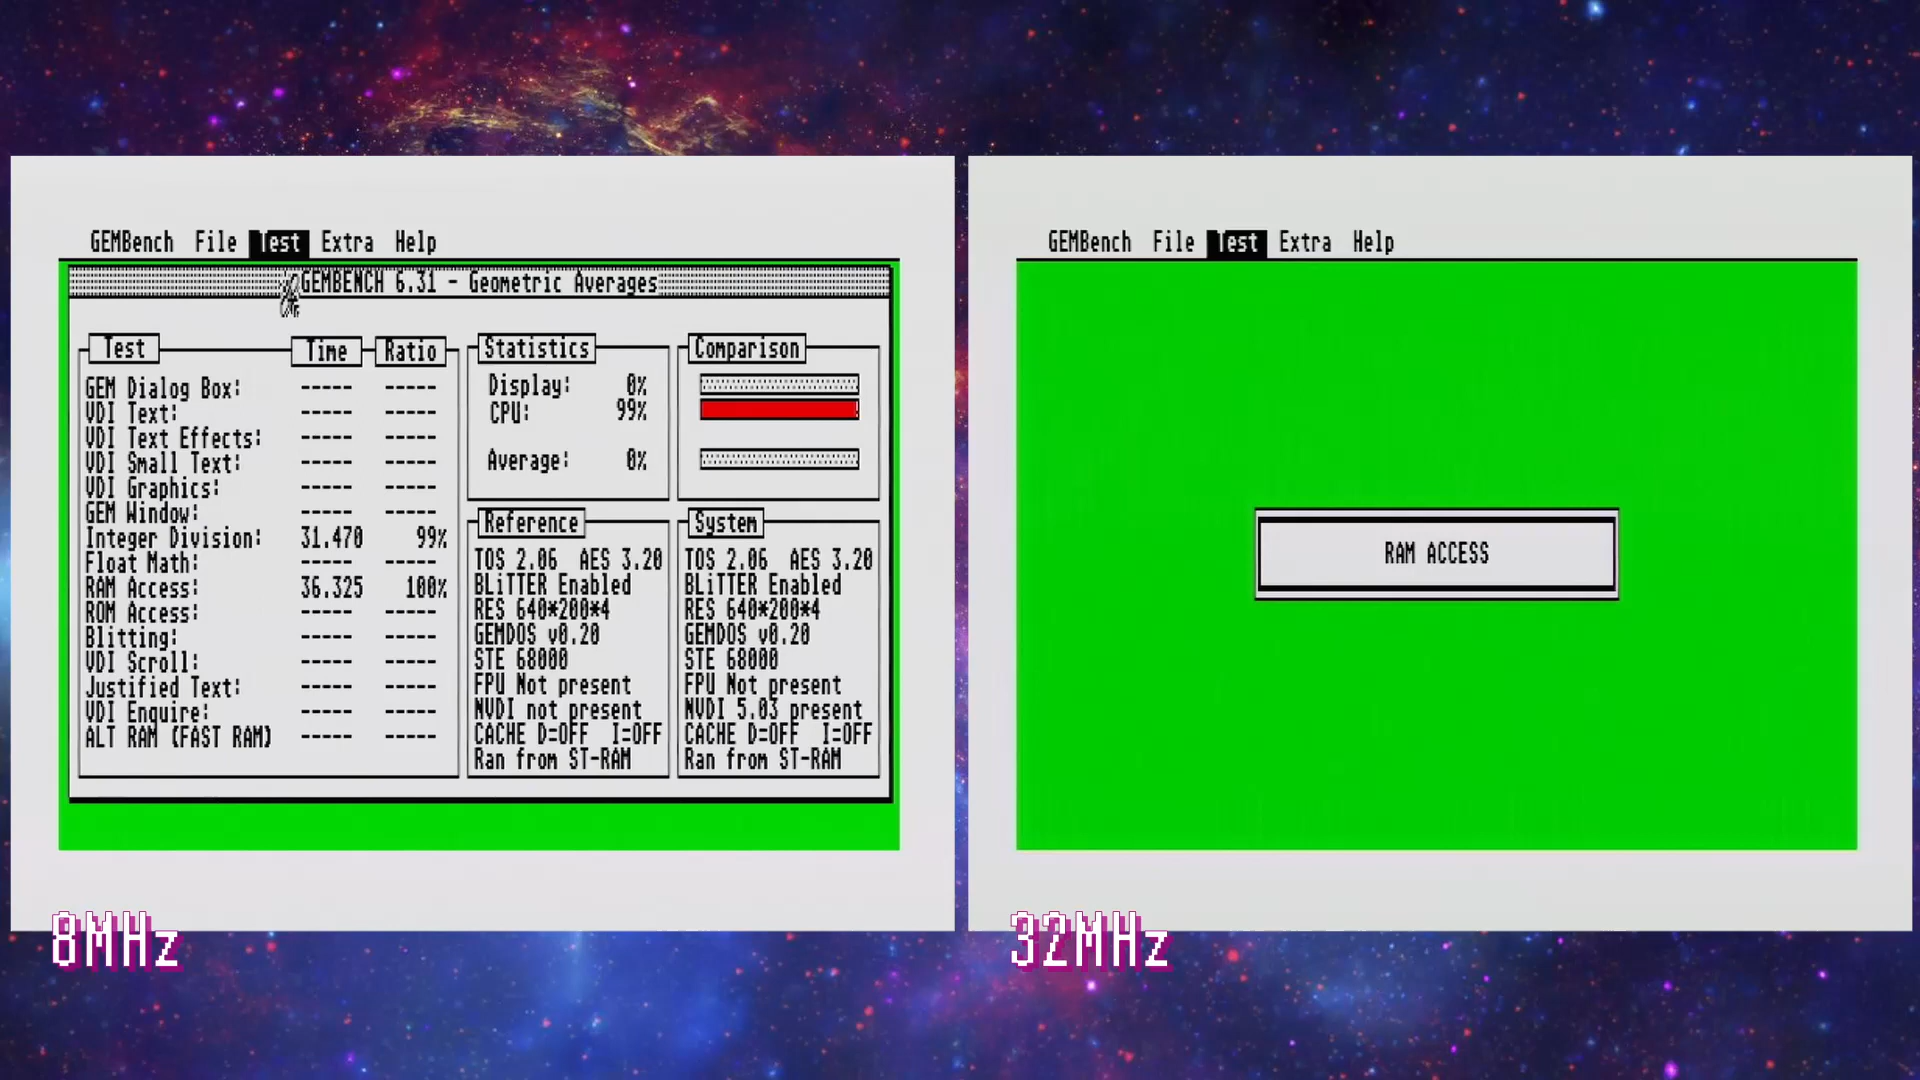 GEMBench File Test Extra Help
GEMBENCH 6.31 - Geometric Averages
Test Time Ratio
GEM Dialog Box: ----- -----
VDI Text: ----- -----
VDI Text Effects: ----- -----
VDI Small Text: ----- -----
VDI Graphics: ----- -----
GEM Window: ----- -----
Integer Division: 31.470 99%
Float Math: ----- -----
RAM Access: 36.325 100%
ROM Access: ----- -----
Blitting: ----- -----
VDI Scroll: ----- -----
Justified Text: ----- -----
VDI Enquire: ----- -----
ALT RAM (FAST RAM) ----- -----
Statistics
Display: 0%
CPU: 99%
Average: 0%
Comparison
Reference
TOS 2.06 AES 3.20
BLiTTER Enabled
RES 640*200*4
GEMDOS v0.20
STE 68000
FPU Not present
NVDI not present
CACHE D=OFF I=OFF
Ran from ST-RAM
System
TOS 2.06 AES 3.20
BLiTTER Enabled
RES 640*200*4
GEMDOS v0.20
STE 68000
FPU Not present
NVDI 5.03 present
CACHE D=OFF I=OFF
Ran from ST-RAM
8MHz
GEMBench File Test Extra Help
RAM ACCESS
32MHz